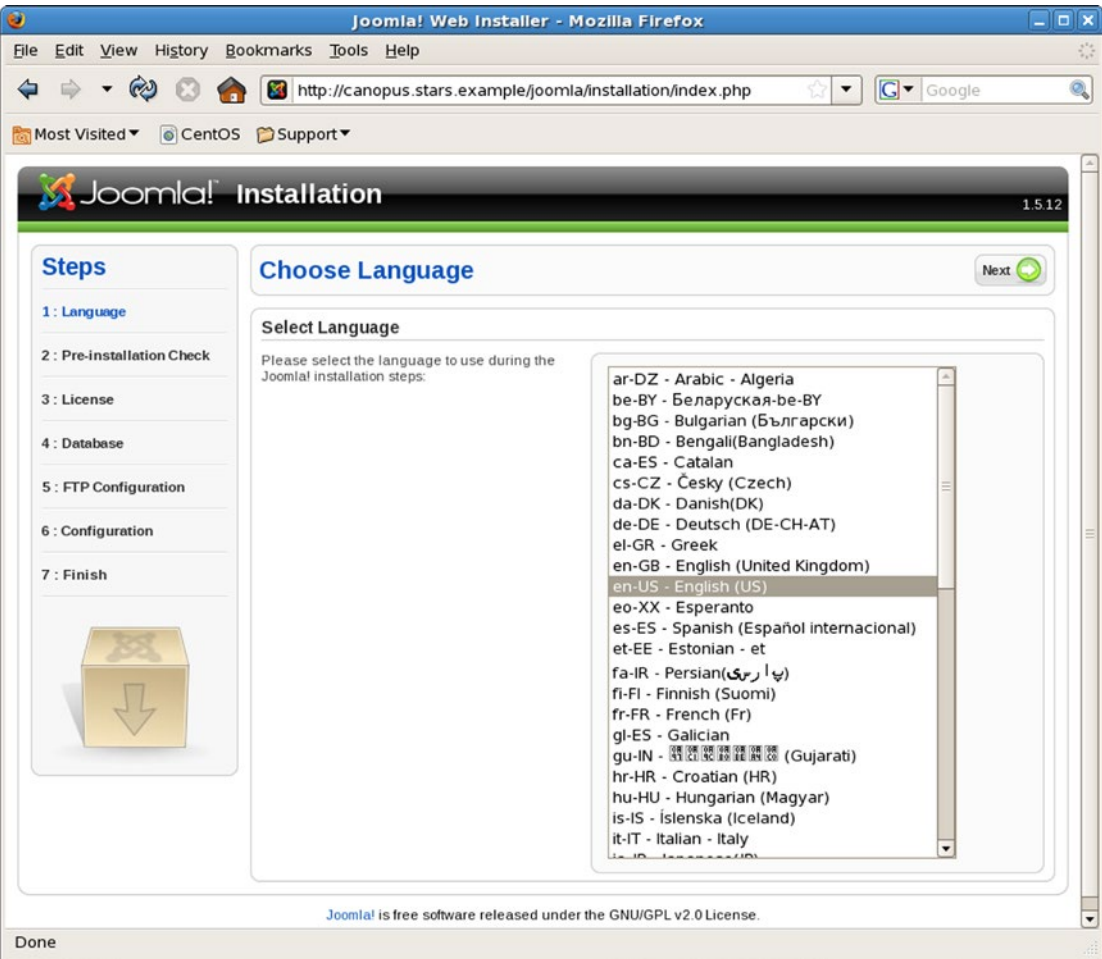 Joomla! Web Installer - Mozilla Firefox
File Edit View History Bookmarks Tools Help
http://canopus.stars.example/joomla/installation/index.php
Google
Most Visited CentOS Support
Joomla! Installation
1.5.12
Steps
1 : Language
2 : Pre-installation Check
3 : License
4 : Database
5 : FTP Configuration
6 : Configuration
7 : Finish
Choose Language
Next
Select Language
Please select the language to use during the
Joomla! installation steps:
ar-DZ - Arabic - Algeria
be-BY - Беларуская-be-BY
bg-BG - Bulgarian (Български)
bn-BD - Bengali(Bangladesh)
ca-ES - Catalan
cs-CZ - Česky (Czech)
da-DK - Danish(DK)
de-DE - Deutsch (DE-CH-AT)
el-GR - Greek
en-GB - English (United Kingdom)
en-US - English (US)
eo-XX - Esperanto
es-ES - Spanish (Español internacional)
et-EE - Estonian - et
fa-IR - Persian(پارسی)
fi-FI - Finnish (Suomi)
fr-FR - French (Fr)
gl-ES - Galician
gu-IN - (Gujarati)
hr-HR - Croatian (HR)
hu-HU - Hungarian (Magyar)
is-IS - Íslenska (Iceland)
it-IT - Italian - Italy
Joomla! is free software released under the GNU/GPL v2.0 License.
Done